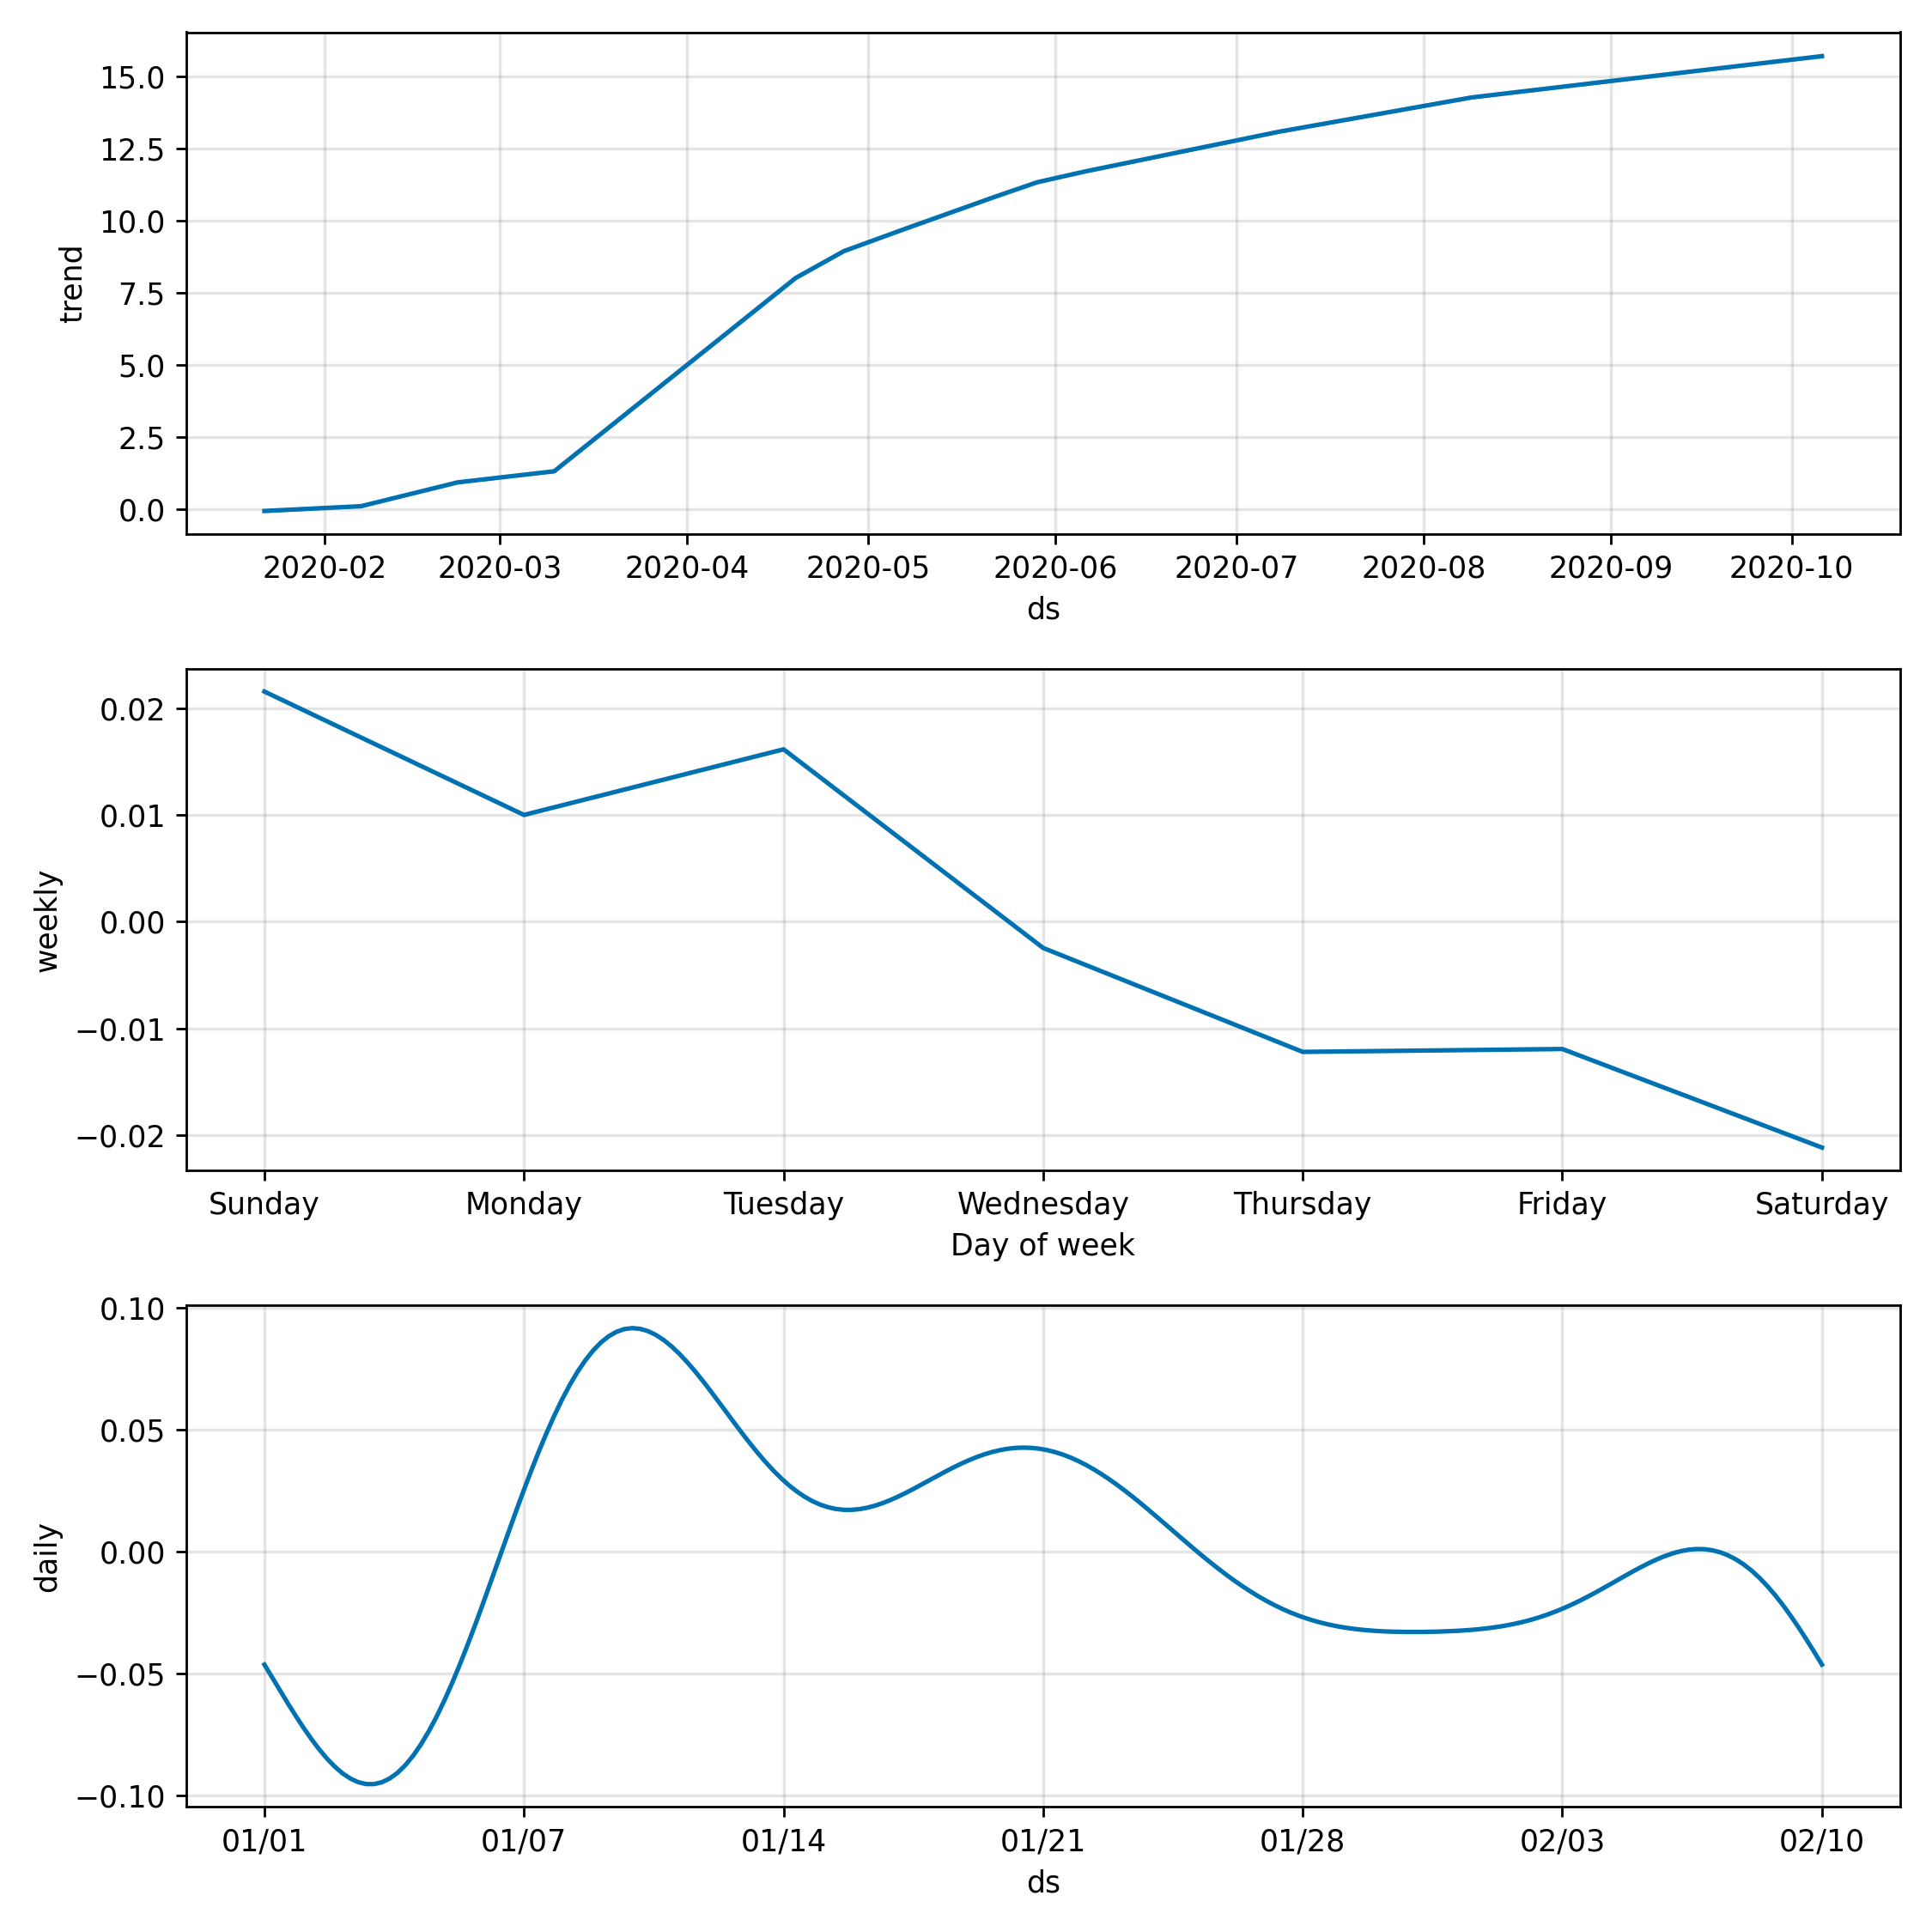 trend
15.0
12.5
10.0
7.5
5.0
2.5
0.0
2020-02 2020-03 2020-04 2020-05 2020-06 2020-07 2020-08 2020-09 2020-10
ds
weekly
0.02
0.01
0.00
−0.01
−0.02
Sunday Monday Tuesday Wednesday Thursday Friday Saturday
Day of week
daily
0.10
0.05
0.00
−0.05
−0.10
01/01 01/07 01/14 01/21 01/28 02/03 02/10
ds